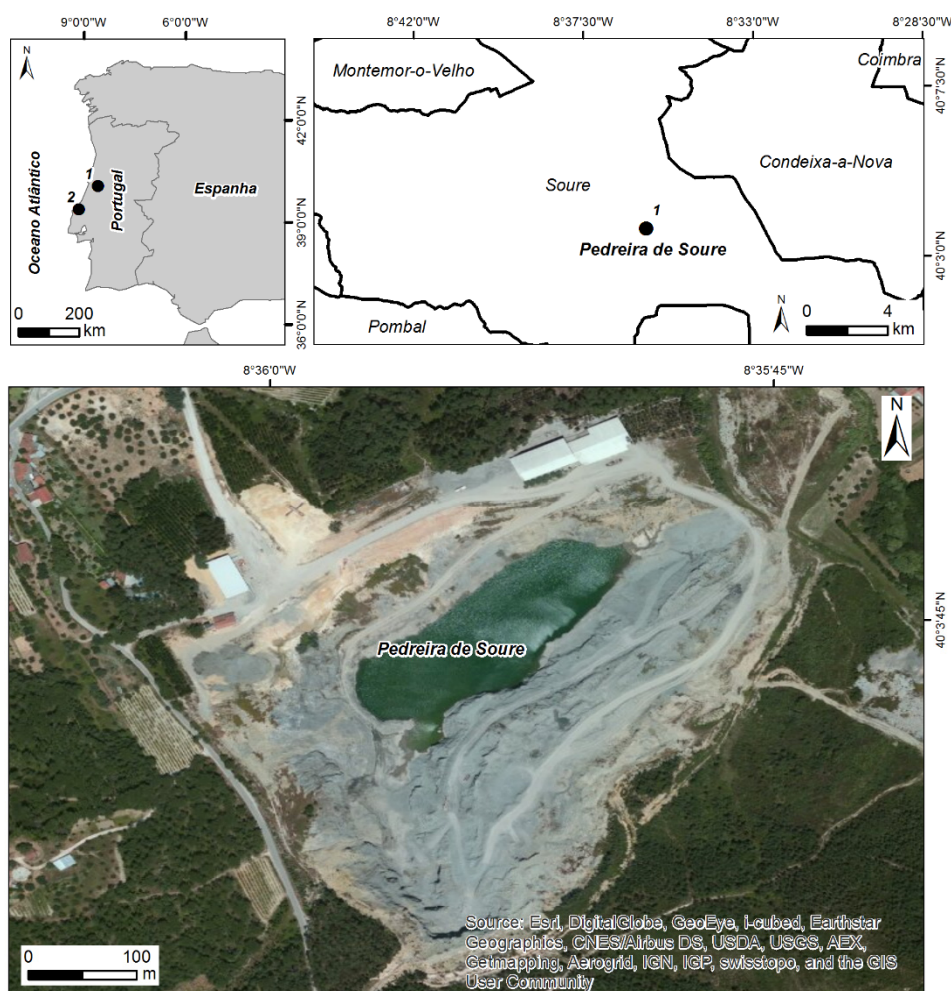 9°0'0"W
6°0'0"W
N
42°0'0"N
39°0'0"N
36°0'0"N
Oceano Atlântico
1
2
Portugal
Espanha
0 200
km
8°42'0"W
8°37'30"W
8°33'0"W
8°28'30"W
Montemor-o-Velho
Coimbra
40°7'30"N
Condeixa-a-Nova
Soure
1
Pedreira de Soure
40°3'0"N
Pombal
N
0 4
km
8°36'0"W
8°35'45"W
N
40°3'45"N
Pedreira de Soure
0 100
m
Source: Esri, DigitalGlobe, GeoEye, i-cubed, Earthstar
Geographics, CNES/Airbus DS, USDA, USGS, AEX,
Getmapping, Aerogrid, IGN, IGP, swisstopo, and the GIS
User Community